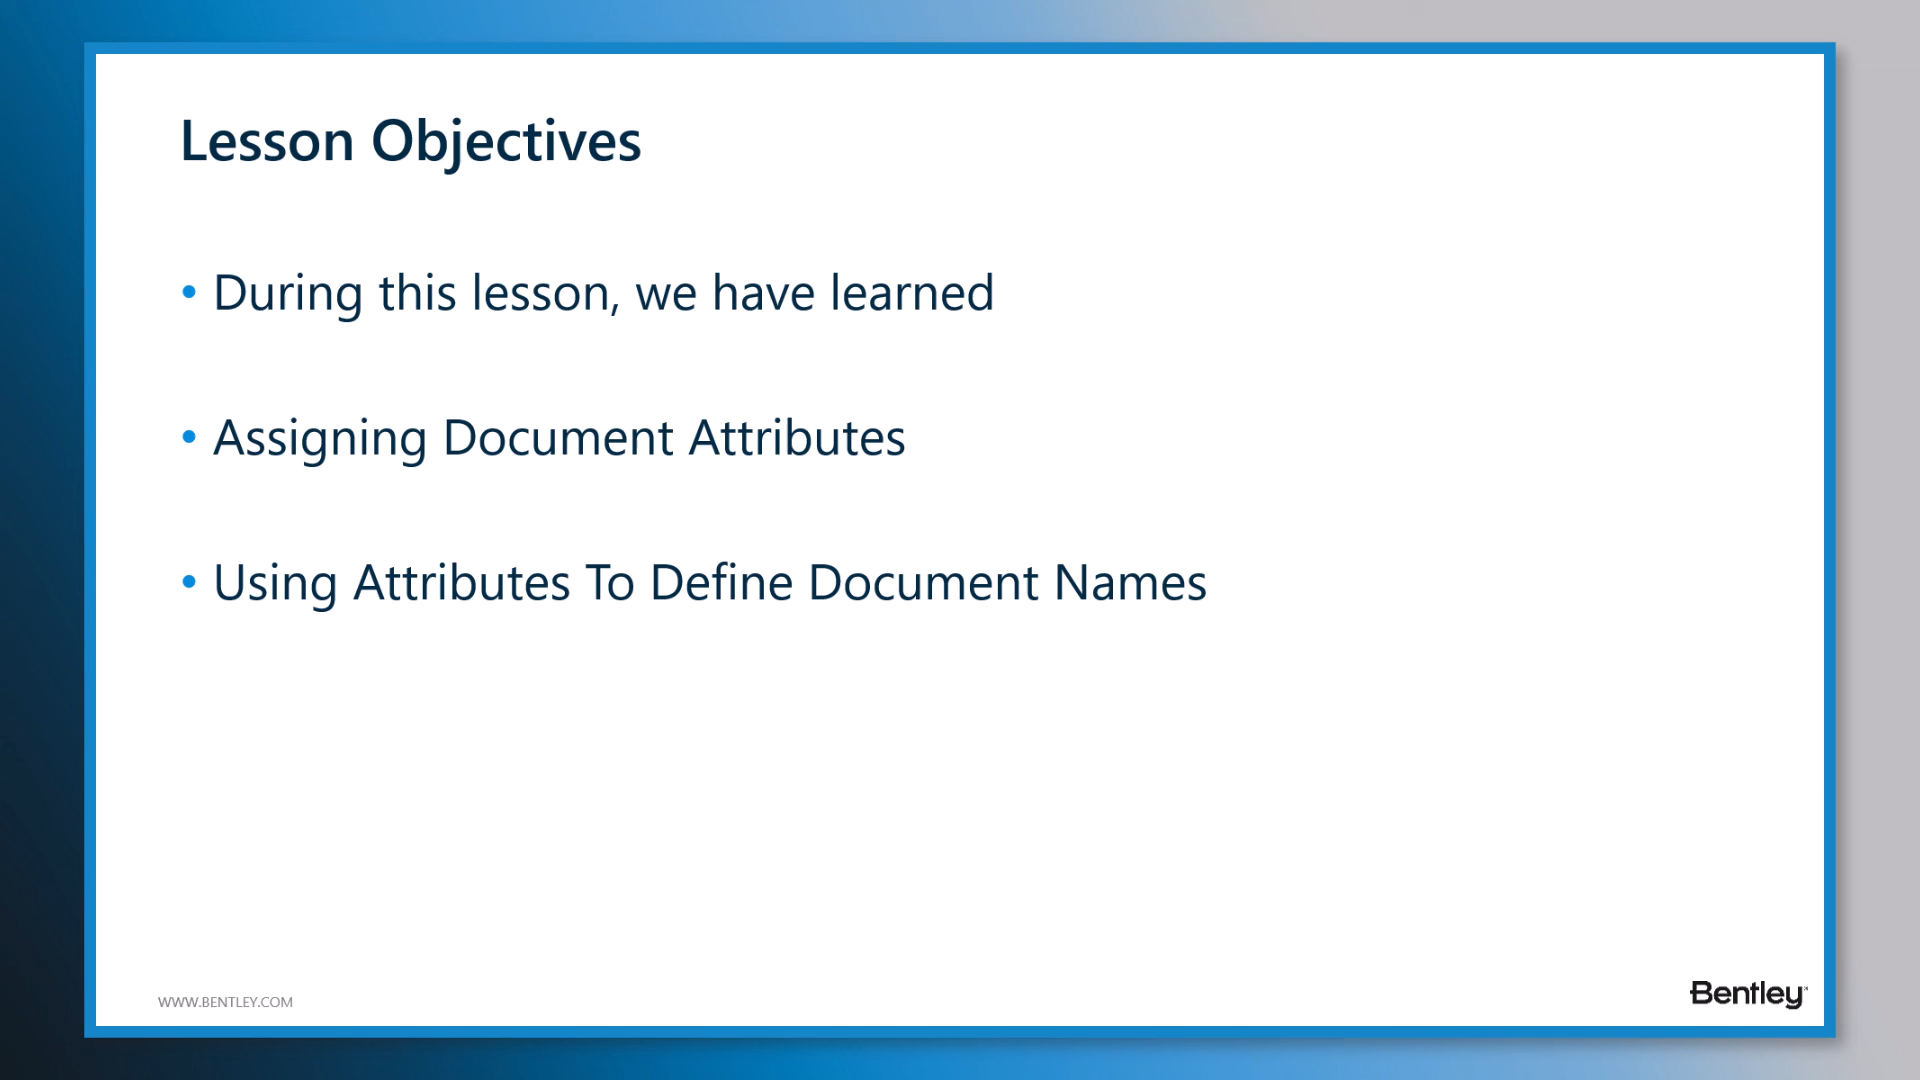 Lesson Objectives
• During this lesson, we have learned
• Assigning Document Attributes
• Using Attributes To Define Document Names
WWW.BENTLEY.COM
Bentley